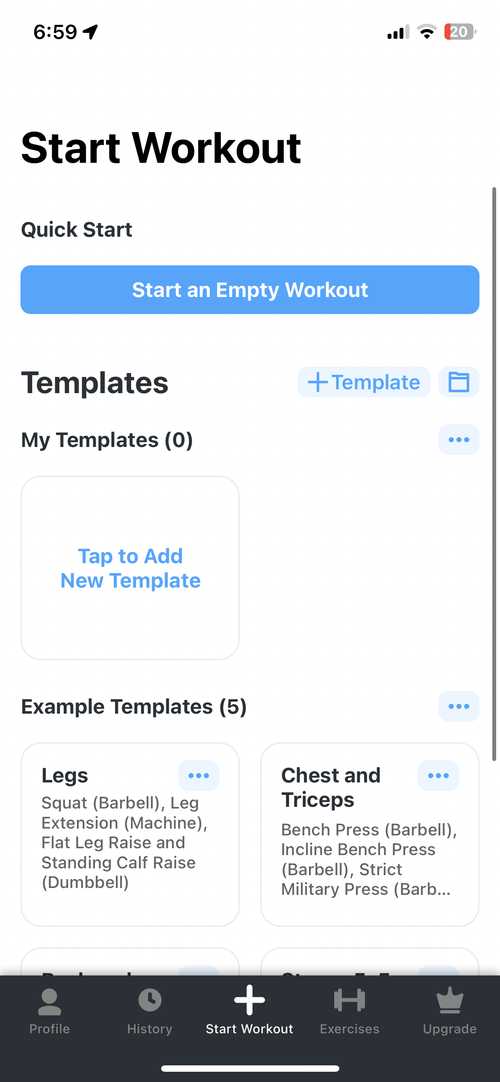 6:59
20
Start Workout
Quick Start
Start an Empty Workout
Templates
+Template
My Templates (0)
Tap to Add
New Template
Example Templates (5)
Legs
Squat (Barbell), Leg
Extension (Machine),
Flat Leg Raise and
Standing Calf Raise
(Dumbbell)
Chest and
Triceps
Bench Press (Barbell),
Incline Bench Press
(Barbell), Strict
Military Press (Barb...
Profile
History
Start Workout
Exercises
Upgrade